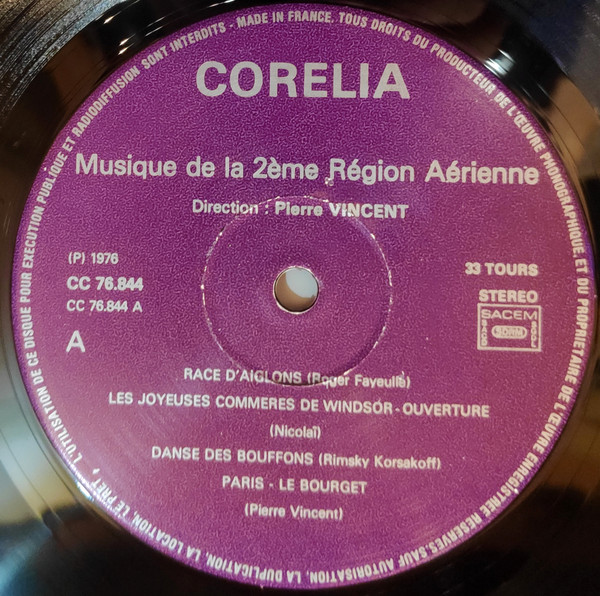 CORELIA
Musique de la 2ème Région Aérienne
Direction : Pierre VINCENT
(P) 1976
CC 76.844
CC 76.844 A
A
33 TOURS
STEREO
SACEM
SACD
SDRM
SGDL
RACE D'AIGLONS (Roger Fayeulle)
LES JOYEUSES COMMERES DE WINDSOR - OUVERTURE
(Nicolaï)
DANSE DES BOUFFONS (Rimsky Korsakoff)
PARIS - LE BOURGET
(Pierre Vincent)
MADE IN FRANCE. TOUS DROITS DU PRODUCTEUR DE L'ŒUVRE PHONOGRAPHIQUE ET DU PROPRIETAIRE DE L'ŒUVRE ENREGISTREE RESERVES. SAUF AUTORISATION, LA DUPLICATION, LA LOCATION, LE PRET, L'UTILISATION DE CE DISQUE POUR EXECUTION PUBLIQUE ET RADIODIFFUSION SONT INTERDITS -